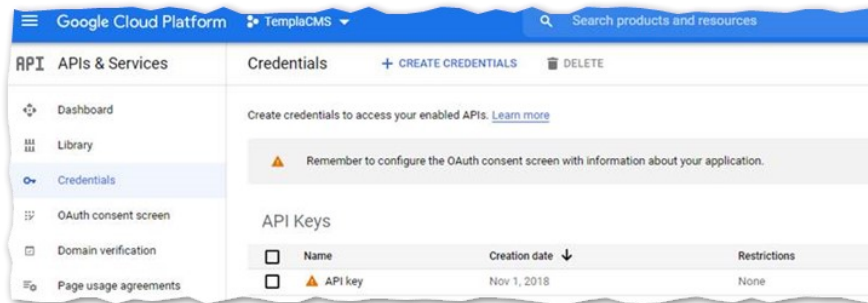 Google Cloud Platform TemplaCMS Search products and resources
API APIs & Services Credentials + CREATE CREDENTIALS DELETE
Dashboard
Library
Credentials
OAuth consent screen
Domain verification
Page usage agreements
Create credentials to access your enabled APIs. Learn more
Remember to configure the OAuth consent screen with information about your application.
API Keys
Name Creation date Restrictions
API key Nov 1, 2018 None